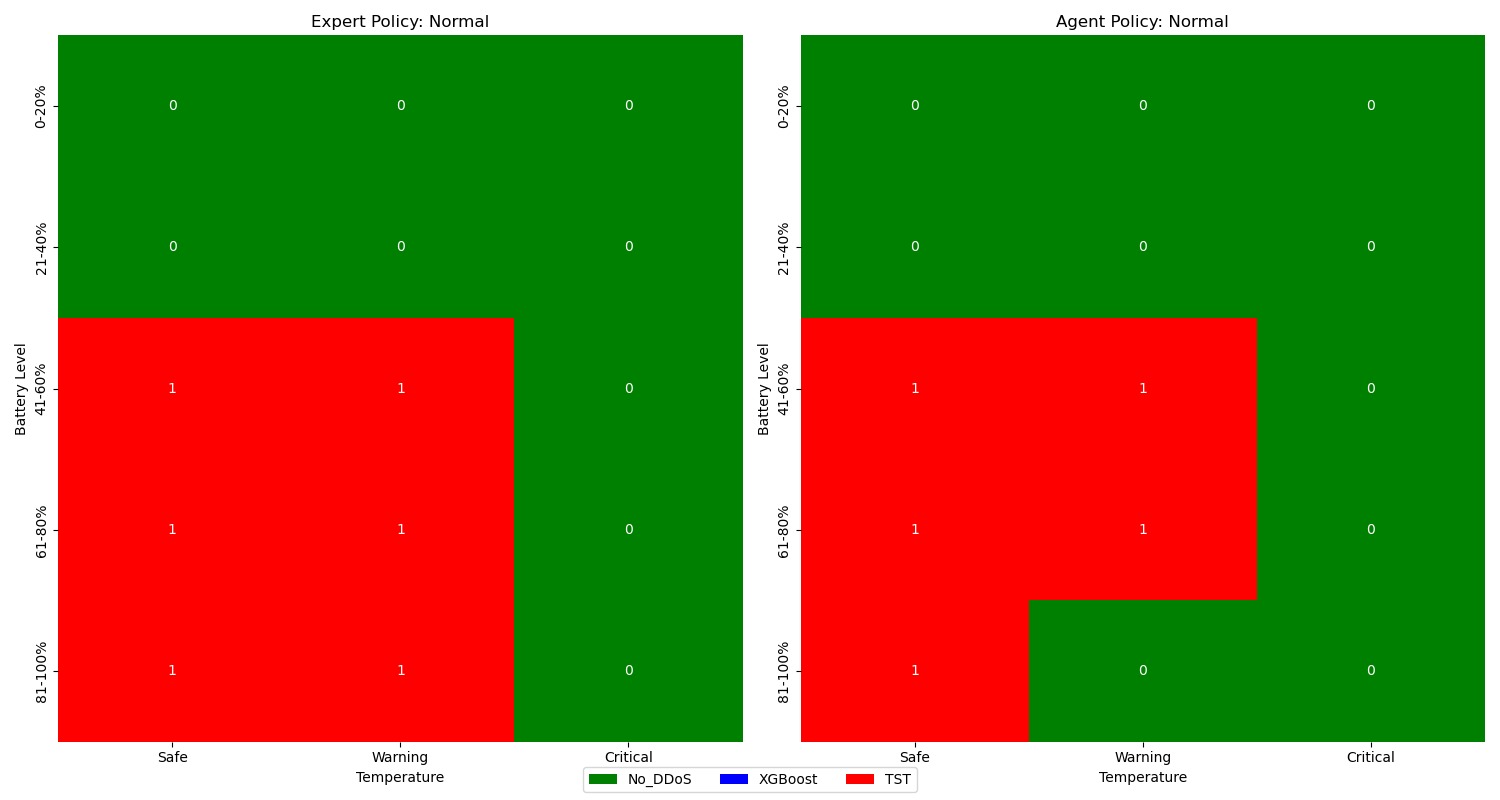 Expert Policy: Normal
Agent Policy: Normal
Battery Level
0-20%
0 0 0
21-40%
0 0 0
41-60%
1 1 0
61-80%
1 1 0
81-100%
1 1 0
Safe Warning Critical
Temperature
Battery Level
0-20%
0 0 0
21-40%
0 0 0
41-60%
1 1 0
61-80%
1 1 0
81-100%
1 0 0
Safe Warning Critical
Temperature
No_DDoS XGBoost TST